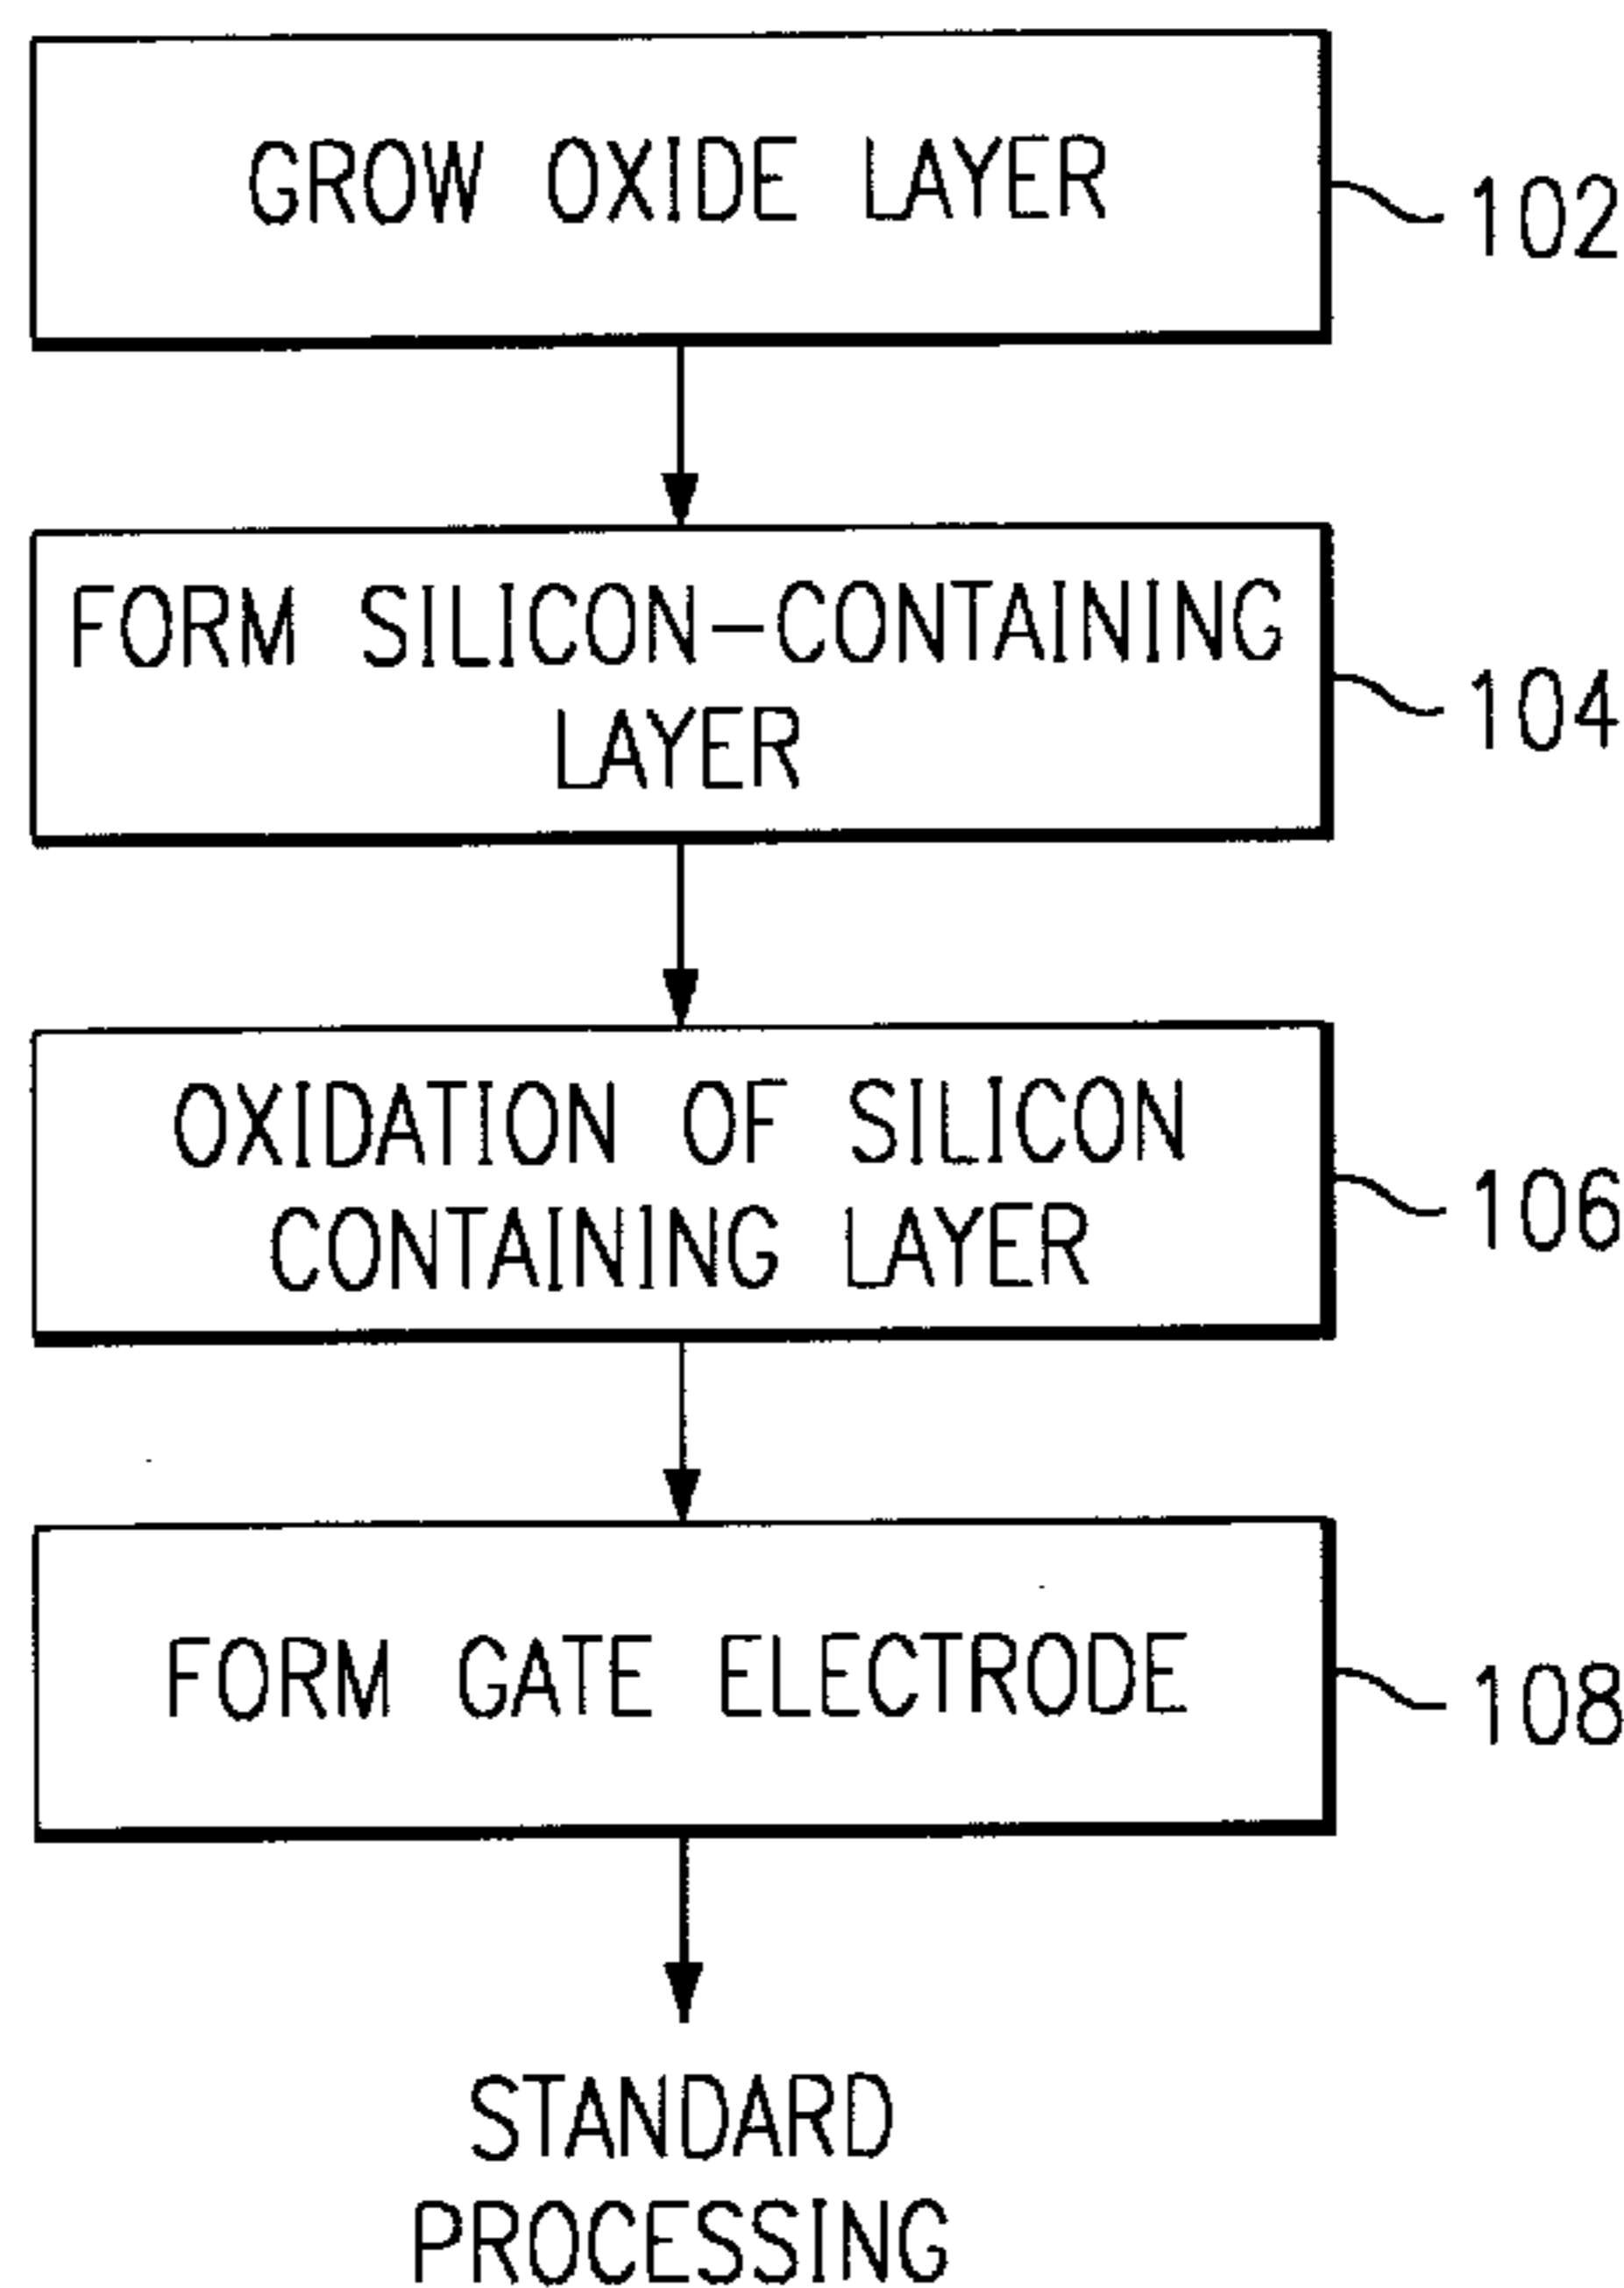 GROW OXIDE LAYER
102
FORM SILICON-CONTAINING
LAYER
104
OXIDATION OF SILICON
CONTAINING LAYER
106
FORM GATE ELECTRODE
108
STANDARD
PROCESSING